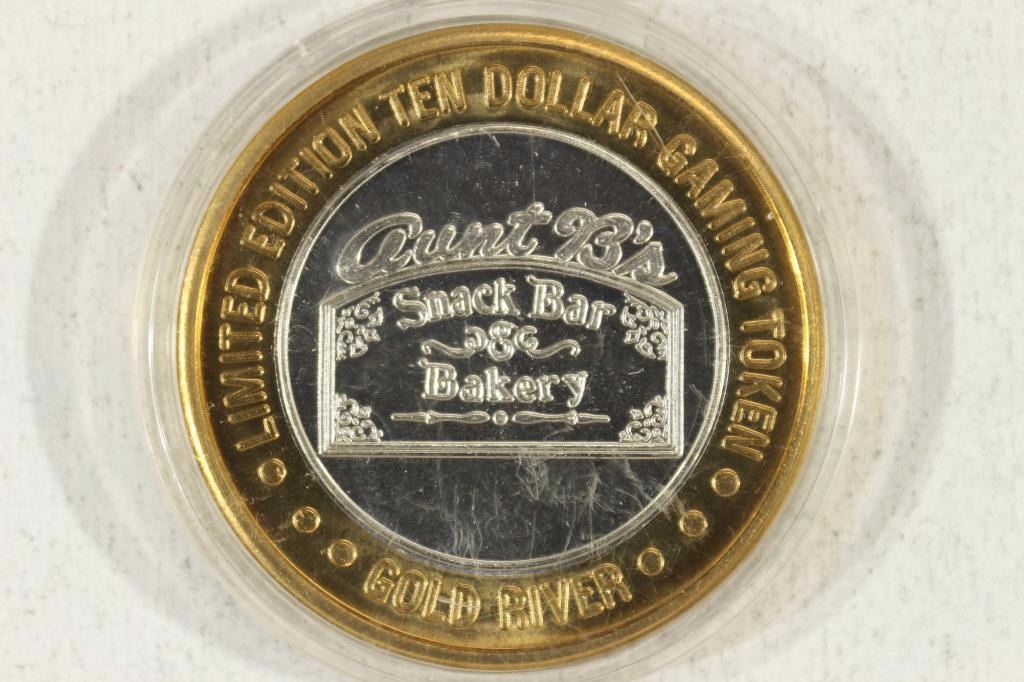 LIMITED EDITION TEN DOLLAR GAMING TOKEN
Aunt B's
Snack Bar
&
Bakery
GOLD RIVER